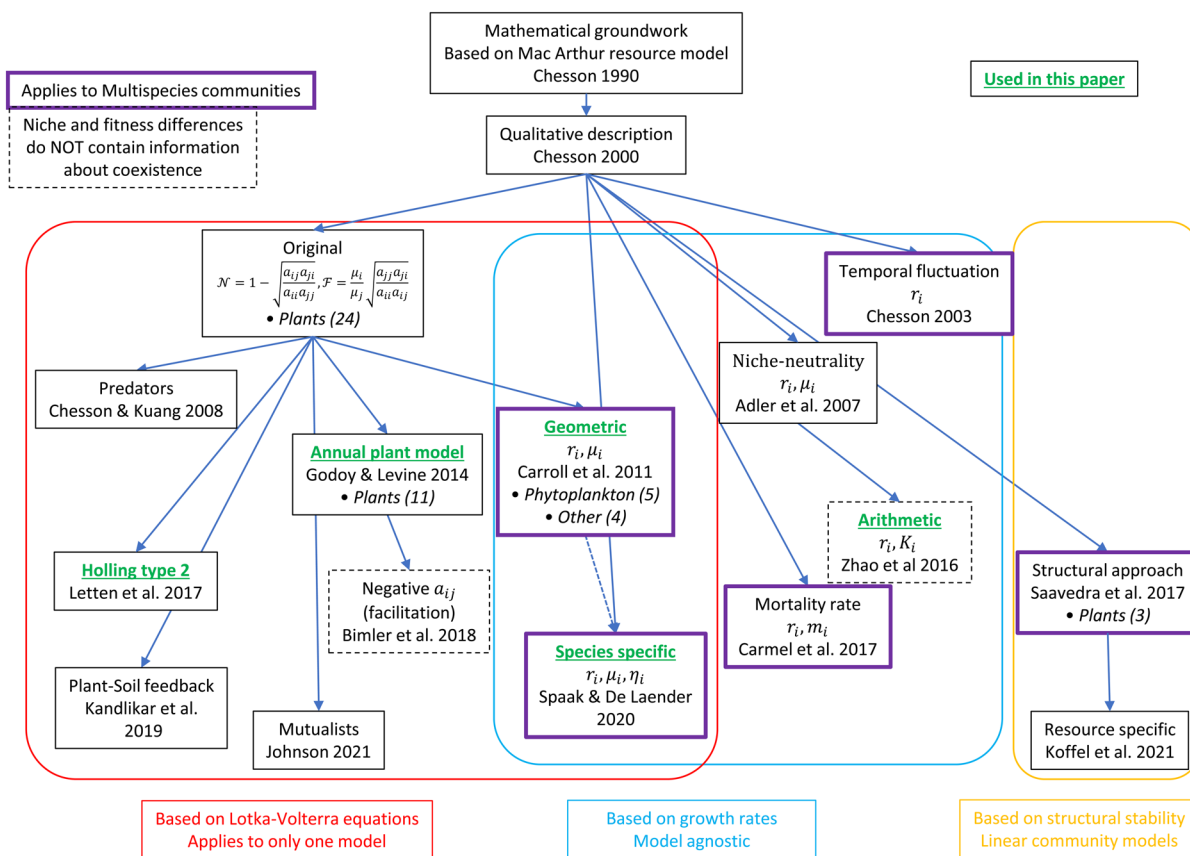 Mathematical groundwork
Based on Mac Arthur resource model
Chesson 1990
Applies to Multispecies communities
Niche and fitness differences
do NOT contain information
about coexistence
Used in this paper
Qualitative description
Chesson 2000
Original
𝒩 = 1 − √(a_ij a_ji / a_ii a_jj), ℱ = μ_i/μ_j √(a_jj a_ji / a_ii a_ij)
• Plants (24)
Temporal fluctuation
r_i
Chesson 2003
Predators
Chesson & Kuang 2008
Niche-neutrality
r_i, μ_i
Adler et al. 2007
Annual plant model
Godoy & Levine 2014
• Plants (11)
Geometric
r_i, μ_i
Carroll et al. 2011
• Phytoplankton (5)
• Other (4)
Arithmetic
r_i, K_i
Zhao et al 2016
Holling type 2
Letten et al. 2017
Negative a_ij
(facilitation)
Bimler et al. 2018
Structural approach
Saavedra et al. 2017
• Plants (3)
Mortality rate
r_i, m_i
Carmel et al. 2017
Species specific
r_i, μ_i, η_i
Spaak & De Laender
2020
Plant-Soil feedback
Kandlikar et al.
2019
Mutualists
Johnson 2021
Resource specific
Koffel et al. 2021
Based on Lotka-Volterra equations
Applies to only one model
Based on growth rates
Model agnostic
Based on structural stability
Linear community models